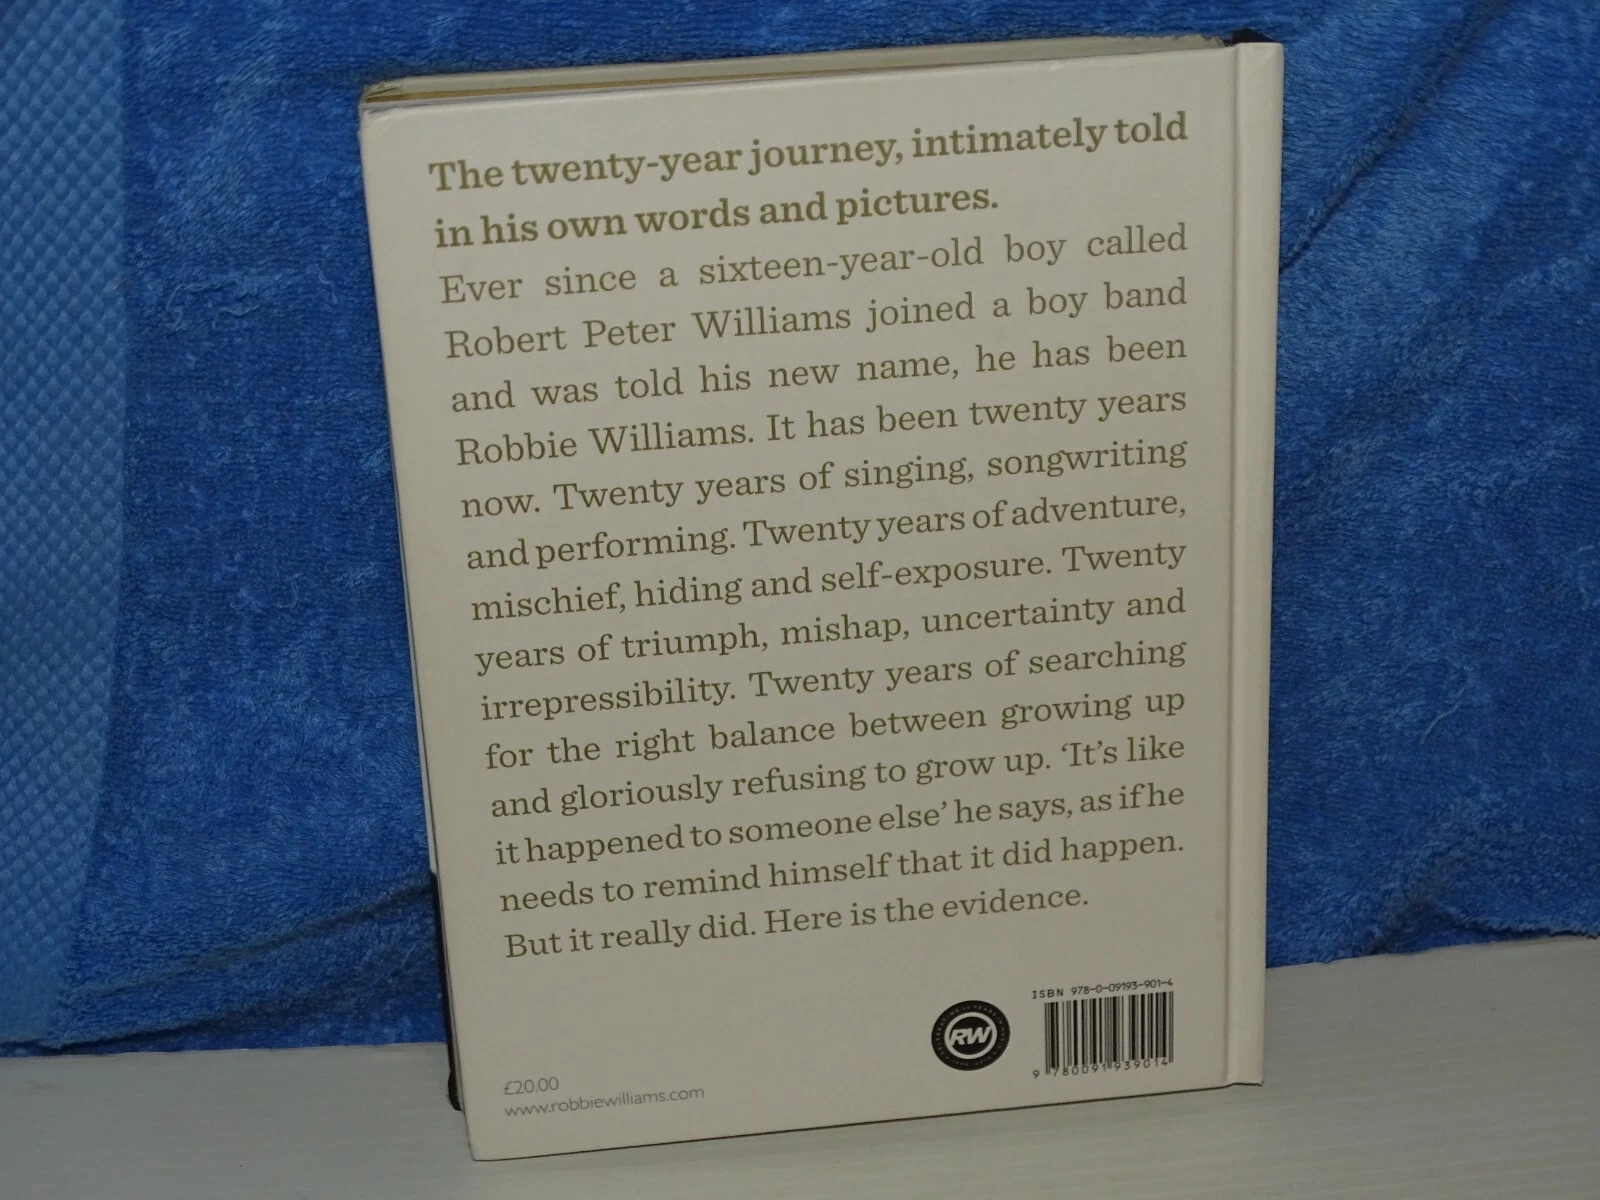 The twenty-year journey, intimately told
in his own words and pictures.
Ever since a sixteen-year-old boy called
Robert Peter Williams joined a boy band
and was told his new name, he has been
Robbie Williams. It has been twenty years
now. Twenty years of singing, songwriting
and performing. Twenty years of adventure,
mischief, hiding and self-exposure. Twenty
years of triumph, mishap, uncertainty and
irrepressibility. Twenty years of searching
for the right balance between growing up
and gloriously refusing to grow up. ‘It’s like
it happened to someone else’ he says, as if he
needs to remind himself that it did happen.
But it really did. Here is the evidence.
ISBN 978-0-09193-901-4
RW
9 780091 939014
£20.00
www.robbiewilliams.com